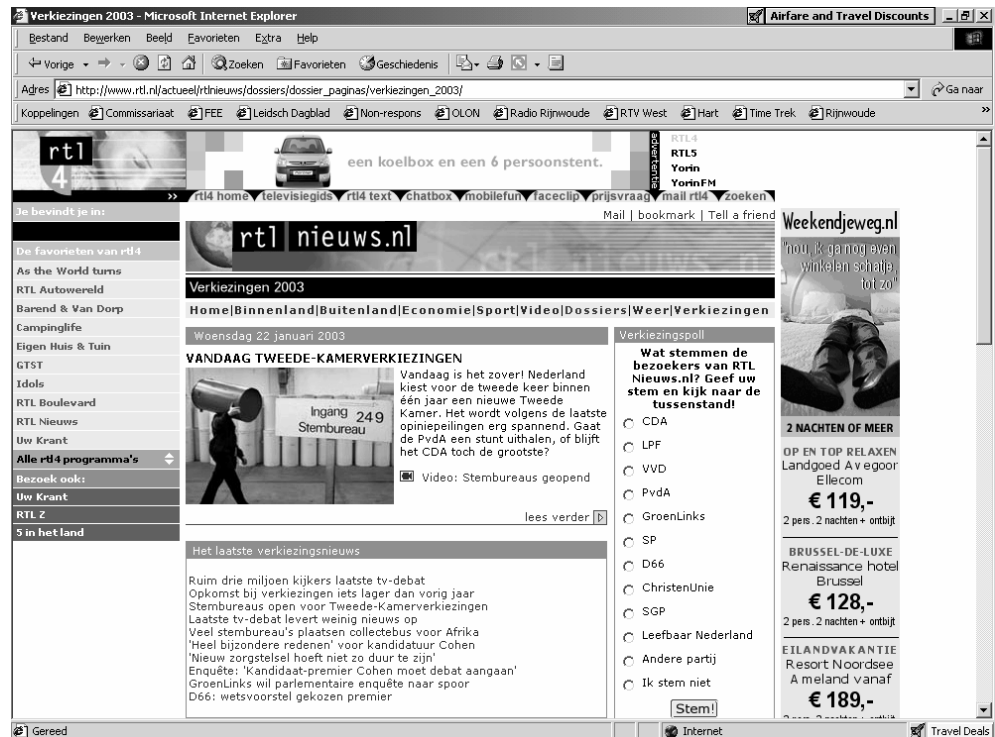 Verkiezingen 2003 - Microsoft Internet Explorer
Airfare and Travel Discounts
Bestand Bewerken Beeld Favorieten Extra Help
Vorige Zoeken Favorieten Geschiedenis
Adres http://www.rtl.nl/actueel/rtlnieuws/dossiers/dossier_paginas/verkiezingen_2003/ Ga naar
Koppelingen Commissariaat FEE Leidsch Dagblad Non-respons OLON Radio Rijnwoude RTV West Hart Time Trek Rijnwoude
rtl
4
een koelbox en een 6 persoonstent.
advertentie
RTL4
RTL5
Yorin
YorinFM
rtl4 home televisiegids rtl4 text chatbox mobilefun faceclip prijsvraag mail rtl4 zoeken
Mail | bookmark | Tell a friend
Je bevindt je in:
De favorieten van rtl4
As the World turns
RTL Autowereld
Barend & Van Dorp
Campinglife
Eigen Huis & Tuin
GTST
Idols
RTL Boulevard
RTL Nieuws
Uw Krant
Alle rtl4 programma's
Bezoek ook:
Uw Krant
RTL Z
5 in het land
rtl nieuws.nl
Verkiezingen 2003
Home|Binnenland|Buitenland|Economie|Sport|Video|Dossiers|Weer|Verkiezingen
Woensdag 22 januari 2003
VANDAAG TWEEDE-KAMERVERKIEZINGEN
Ingang 249
Stembureau
Vandaag is het zover! Nederland
kiest voor de tweede keer binnen
één jaar een nieuwe Tweede
Kamer. Het wordt volgens de laatste
opiniepeilingen erg spannend. Gaat
de PvdA een stunt uithalen, of blijft
het CDA toch de grootste?
Video: Stembureaus geopend
lees verder
Het laatste verkiezingsnieuws
Ruim drie miljoen kijkers laatste tv-debat
Opkomst bij verkiezingen iets lager dan vorig jaar
Stembureaus open voor Tweede-Kamerverkiezingen
Laatste tv-debat levert weinig nieuws op
Veel stembureau's plaatsen collectebus voor Afrika
'Heel bijzondere redenen' voor kandidatuur Cohen
'Nieuw zorgstelsel hoeft niet zo duur te zijn'
Enquête: 'Kandidaat-premier Cohen moet debat aangaan'
GroenLinks wil parlementaire enquête naar spoor
D66: wetsvoorstel gekozen premier
Verkiezingspoll
Wat stemmen de
bezoekers van RTL
Nieuws.nl? Geef uw
stem en kijk naar de
tussenstand!
CDA
LPF
VVD
PvdA
GroenLinks
SP
D66
ChristenUnie
SGP
Leefbaar Nederland
Andere partij
Ik stem niet
Stem!
Weekendjeweg.nl
"nou, ik ga nog even
winkelen schatje,
tot zo"
2 NACHTEN OF MEER
OP EN TOP RELAXEN
Landgoed Avegoor
Ellecom
€ 119,-
2 pers. 2 nachten + ontbijt
BRUSSEL-DE-LUXE
Renaissance hotel
Brussel
€ 128,-
2 pers. 2 nachten + ontbijt
EILANDVAKANTIE
Resort Noordsee
Ameland vanaf
€ 189,-
Gereed
Internet
Travel Deals